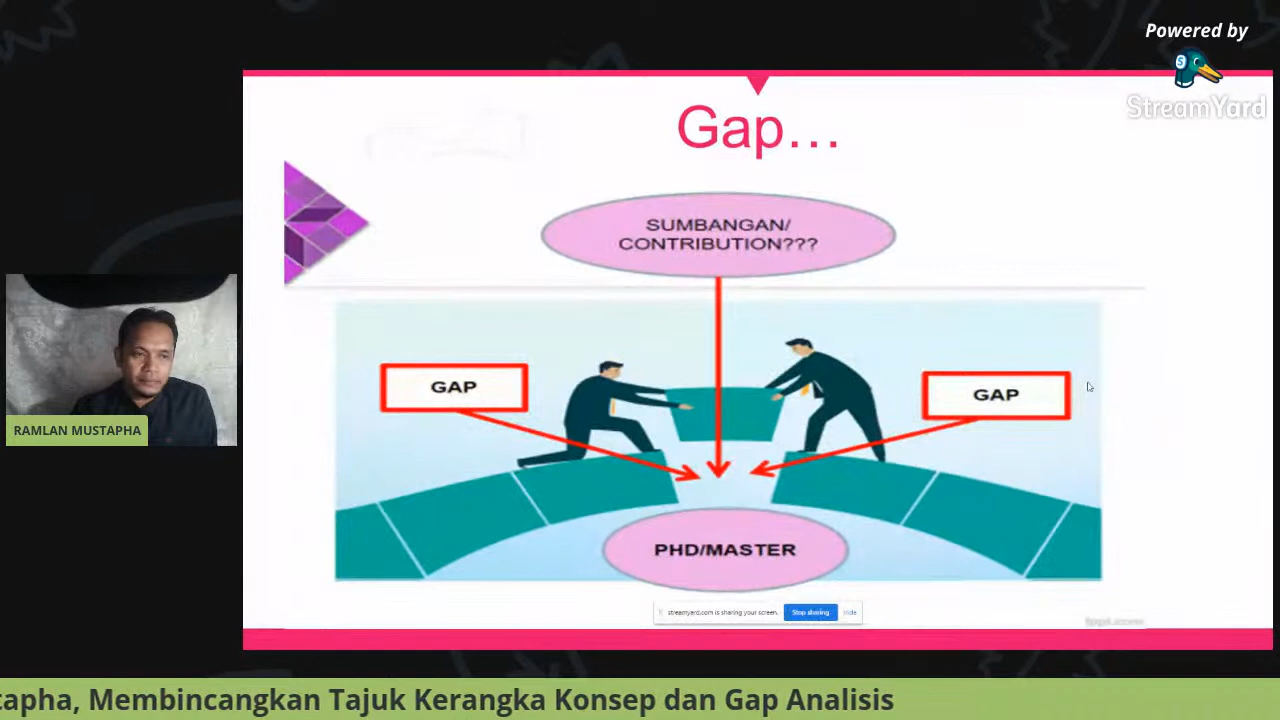 Powered by
StreamYard
Gap...
SUMBANGAN/
CONTRIBUTION???
GAP
GAP
RAMLAN MUSTAPHA
PHD/MASTER
streamyard.com is sharing your screen.
Stop sharing
Hide
tapha, Membincangkan Tajuk Kerangka Konsep dan Gap Analisis